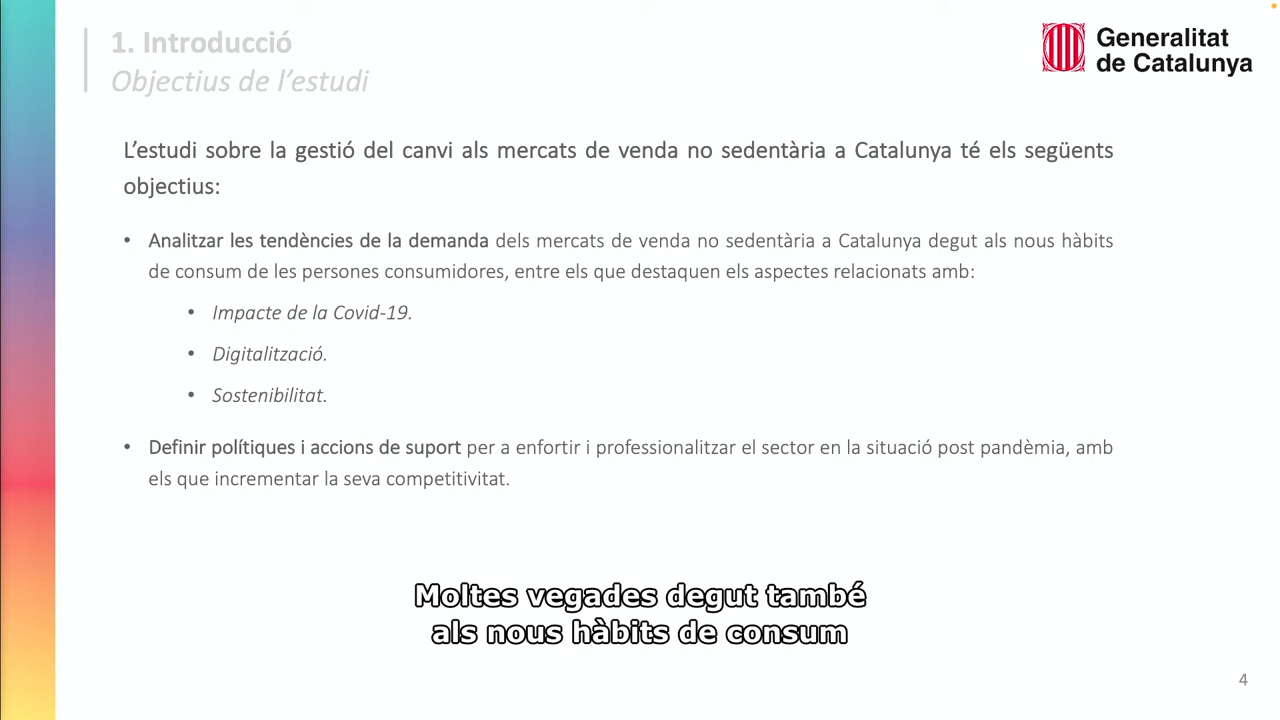 1. Introducció
Objectius de l’estudi
Generalitat
de Catalunya
L’estudi sobre la gestió del canvi als mercats de venda no sedentària a Catalunya té els següents
objectius:
• Analitzar les tendències de la demanda dels mercats de venda no sedentària a Catalunya degut als nous hàbits
de consum de les persones consumidores, entre els que destaquen els aspectes relacionats amb:
• Impacte de la Covid-19.
• Digitalització.
• Sostenibilitat.
• Definir polítiques i accions de suport per a enfortir i professionalitzar el sector en la situació post pandèmia, amb
els que incrementar la seva competitivitat.
Moltes vegades degut també
als nous hàbits de consum
4